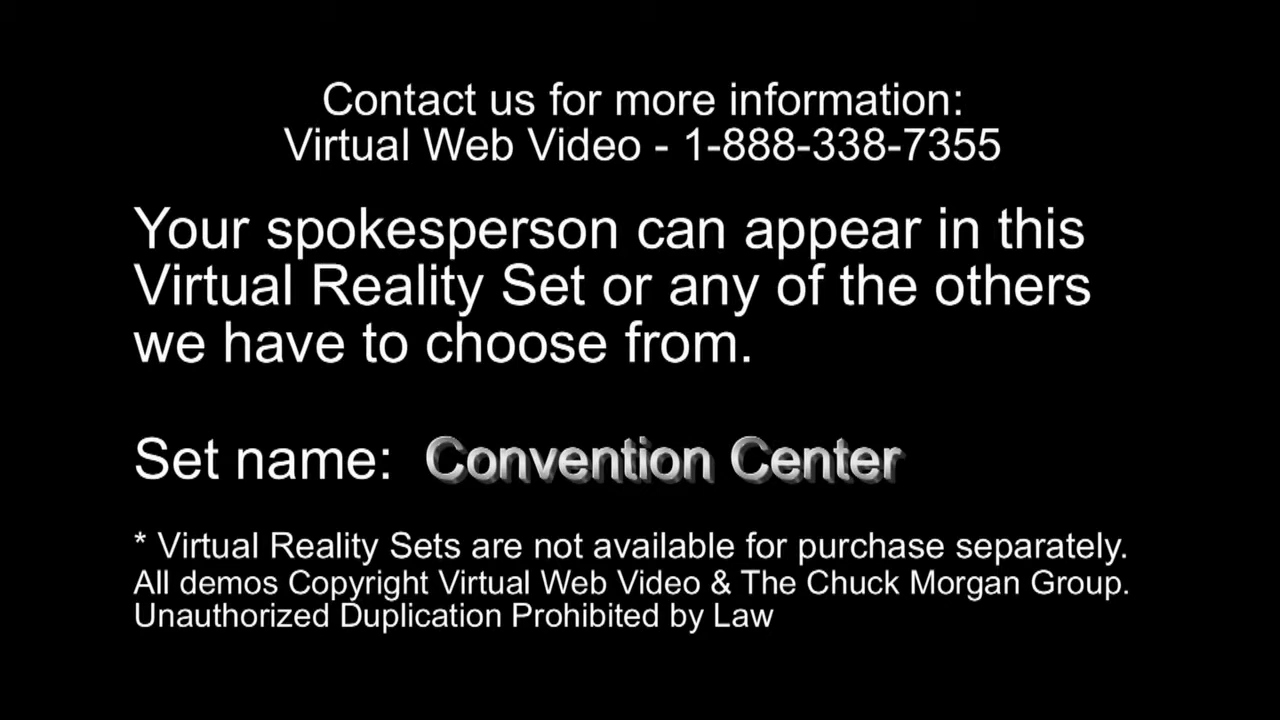 Contact us for more information:
Virtual Web Video - 1-888-338-7355
Your spokesperson can appear in this
Virtual Reality Set or any of the others
we have to choose from.
Set name: Convention Center
* Virtual Reality Sets are not available for purchase separately.
All demos Copyright Virtual Web Video & The Chuck Morgan Group.
Unauthorized Duplication Prohibited by Law